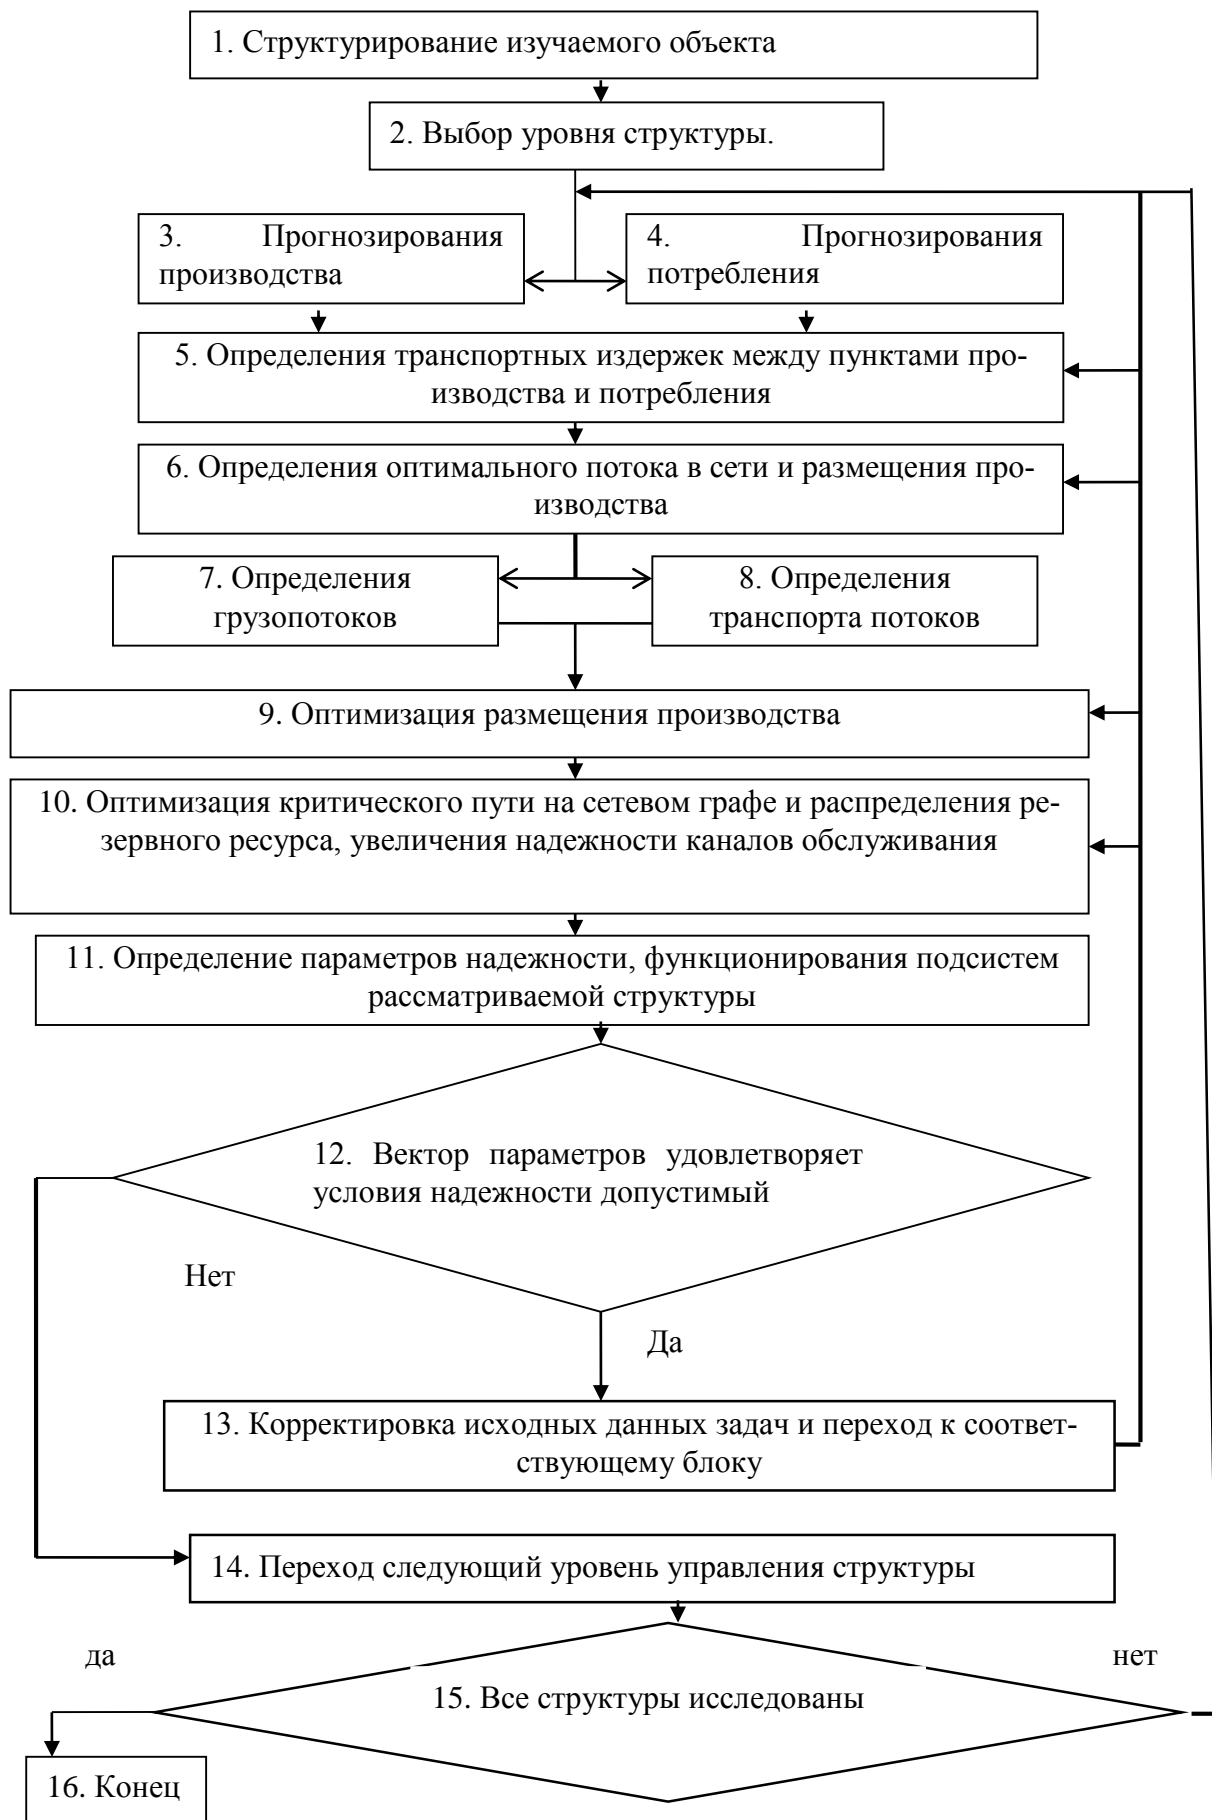 1. Структурирование изучаемого объекта
2. Выбор уровня структуры.
3. Прогнозирования
производства
4. Прогнозирования
потребления
5. Определения транспортных издержек между пунктами про-
изводства и потребления
6. Определения оптимального потока в сети и размещения про-
изводства
7. Определения
грузопотоков
8. Определения
транспорта потоков
9. Оптимизация размещения производства
10. Оптимизация критического пути на сетевом графе и распределения ре-
зервного ресурса, увеличения надежности каналов обслуживания
11. Определение параметров надежности, функционирования подсистем
рассматриваемой структуры
12. Вектор параметров удовлетворяет
условия надежности допустимый
Нет
Да
13. Корректировка исходных данных задач и переход к соответ-
ствующему блоку
14. Переход следующий уровень управления структуры
да
нет
15. Все структуры исследованы
16. Конец